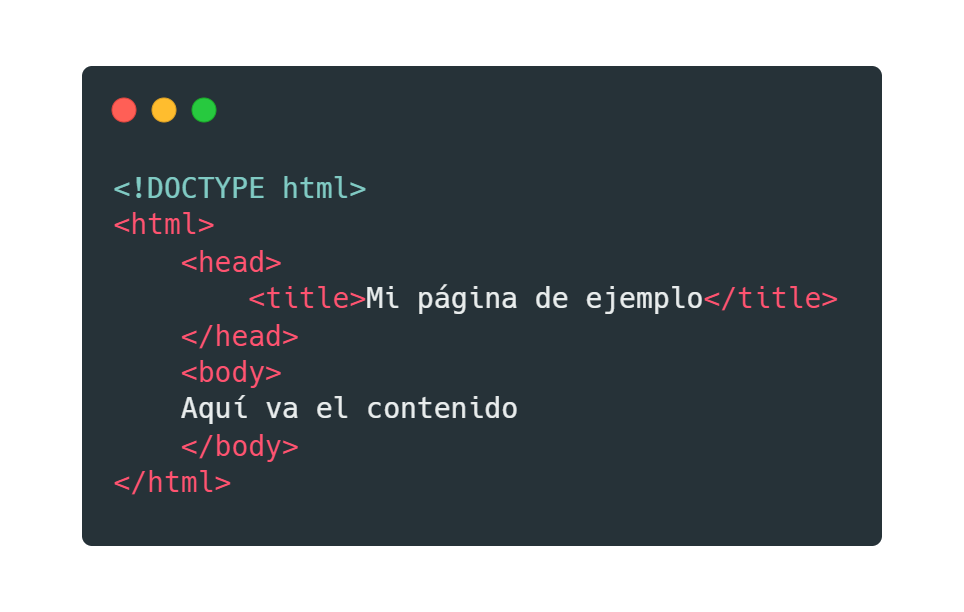 <!DOCTYPE html>
<html>
    <head>
        <title>Mi página de ejemplo</title>
    </head>
    <body>
    Aquí va el contenido
    </body>
</html>